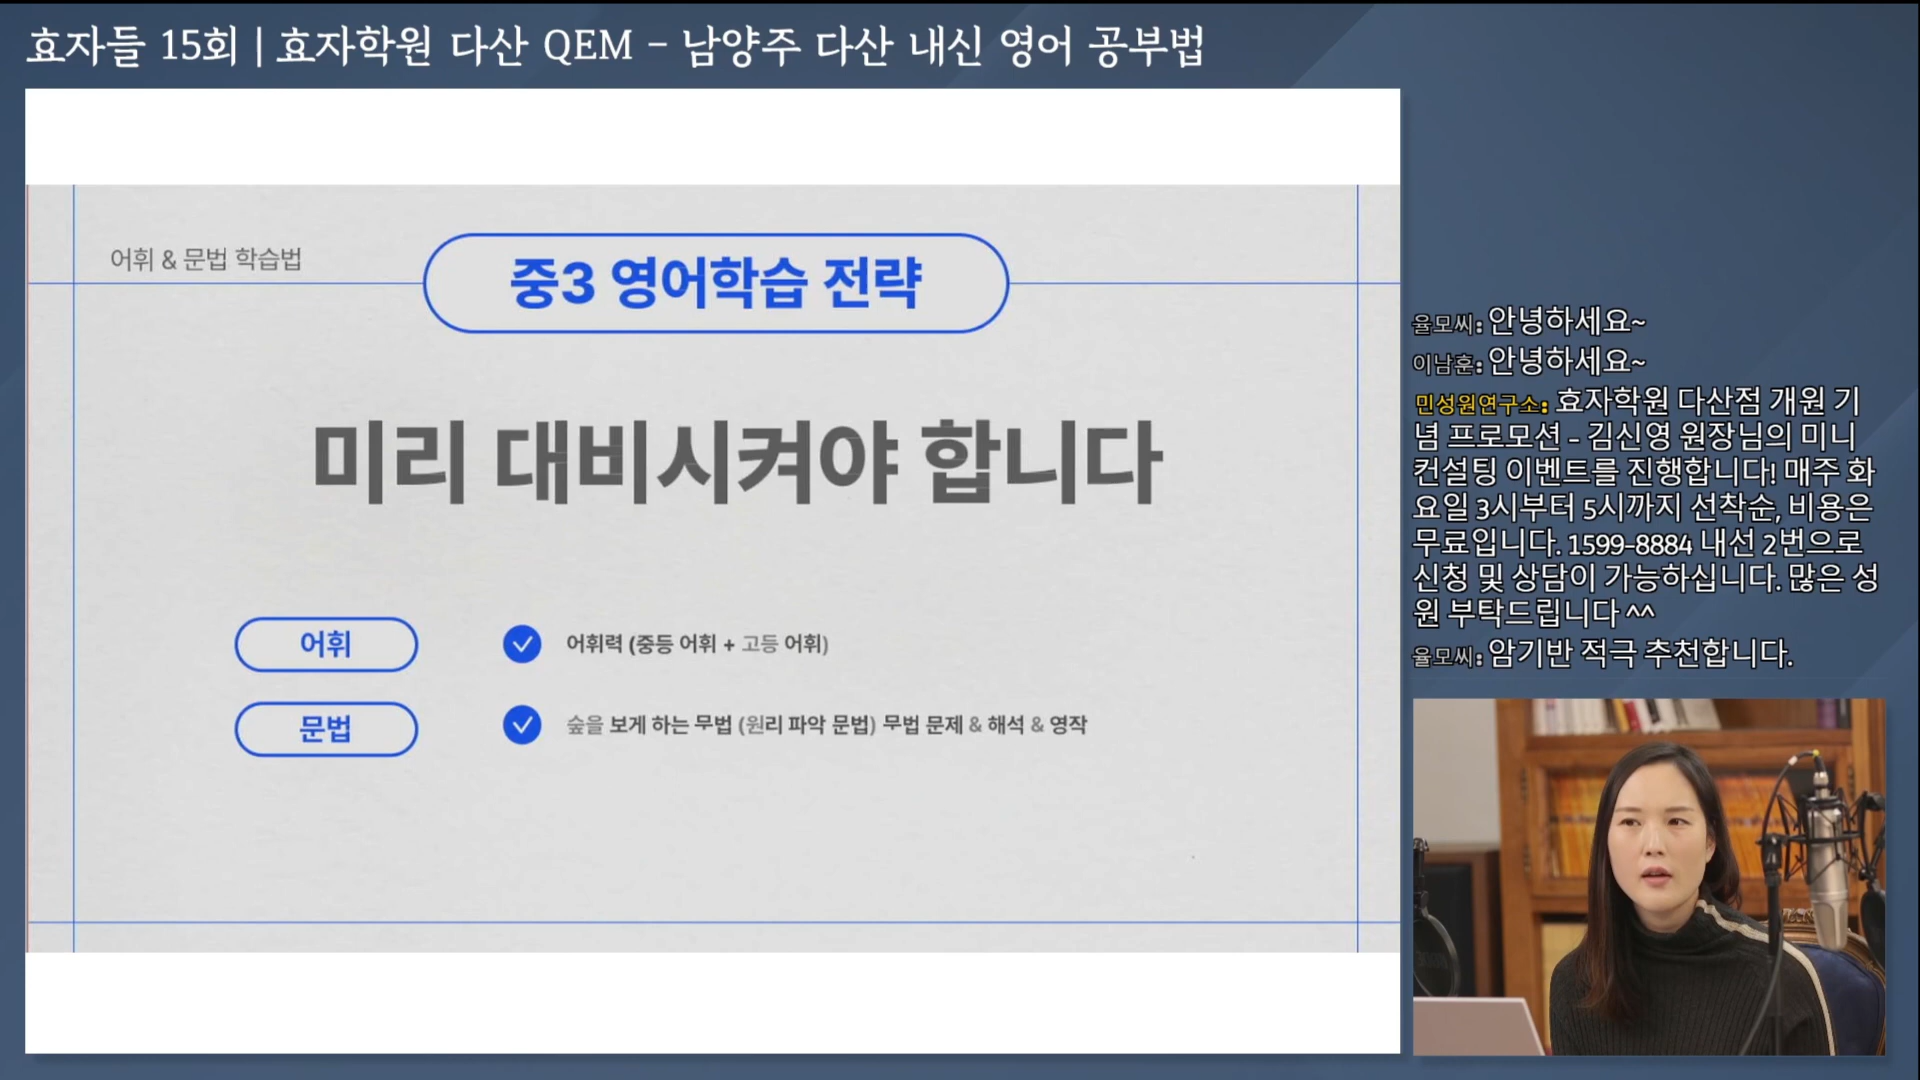 효자들 15회 | 효자학원 다산 QEM - 남양주 다산 내신 영어 공부법
어휘 & 문법 학습법
중3 영어학습 전략
미리 대비시켜야 합니다
어휘
어휘력 (중등 어휘 + 고등 어휘)
문법
숲을 보게 하는 무법 (원리 파악 문법) 무법 문제 & 해석 & 영작
율모씨: 안녕하세요~
이남훈: 안녕하세요~
민성원연구소: 효자학원 다산점 개원 기
념 프로모션 - 김신영 원장님의 미니
컨설팅 이벤트를 진행합니다! 매주 화
요일 3시부터 5시까지 선착순, 비용은
무료입니다. 1599-8884 내선 2번으로
신청 및 상담이 가능하십니다. 많은 성
원 부탁드립니다 ^^
율모씨: 암기반 적극 추천합니다.